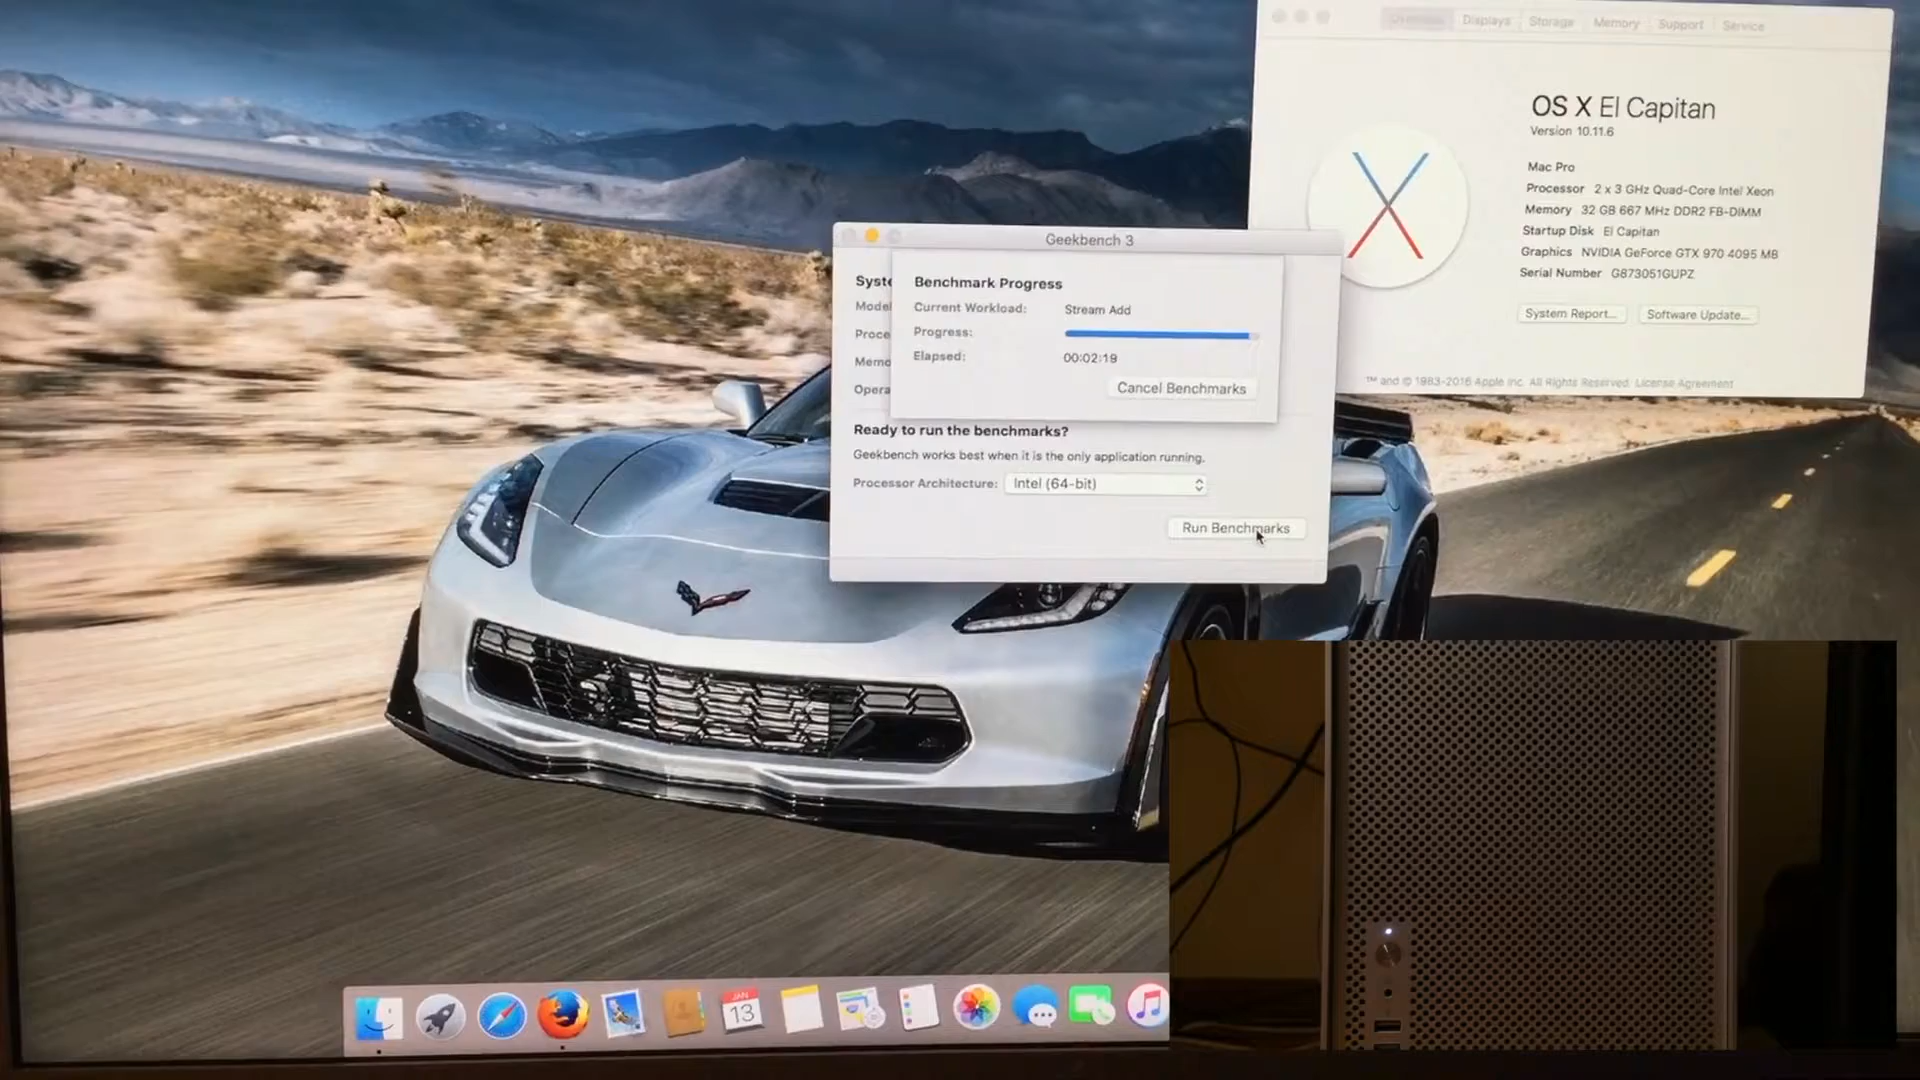 Overview Displays Storage Memory Support Service
OS X El Capitan
Version 10.11.6
Mac Pro
Processor 2 x 3 GHz Quad-Core Intel Xeon
Memory 32 GB 667 MHz DDR2 FB-DIMM
Startup Disk El Capitan
Graphics NVIDIA GeForce GTX 970 4095 MB
Serial Number G873051GUPZ
System Report... Software Update...
™ and © 1983-2016 Apple Inc. All Rights Reserved. License Agreement
Geekbench 3
Syste
Model
Proce
Memo
Opera
Benchmark Progress
Current Workload: Stream Add
Progress:
Elapsed: 00:02:19
Cancel Benchmarks
Ready to run the benchmarks?
Geekbench works best when it is the only application running.
Processor Architecture: Intel (64-bit)
Run Benchmarks
JAN
13